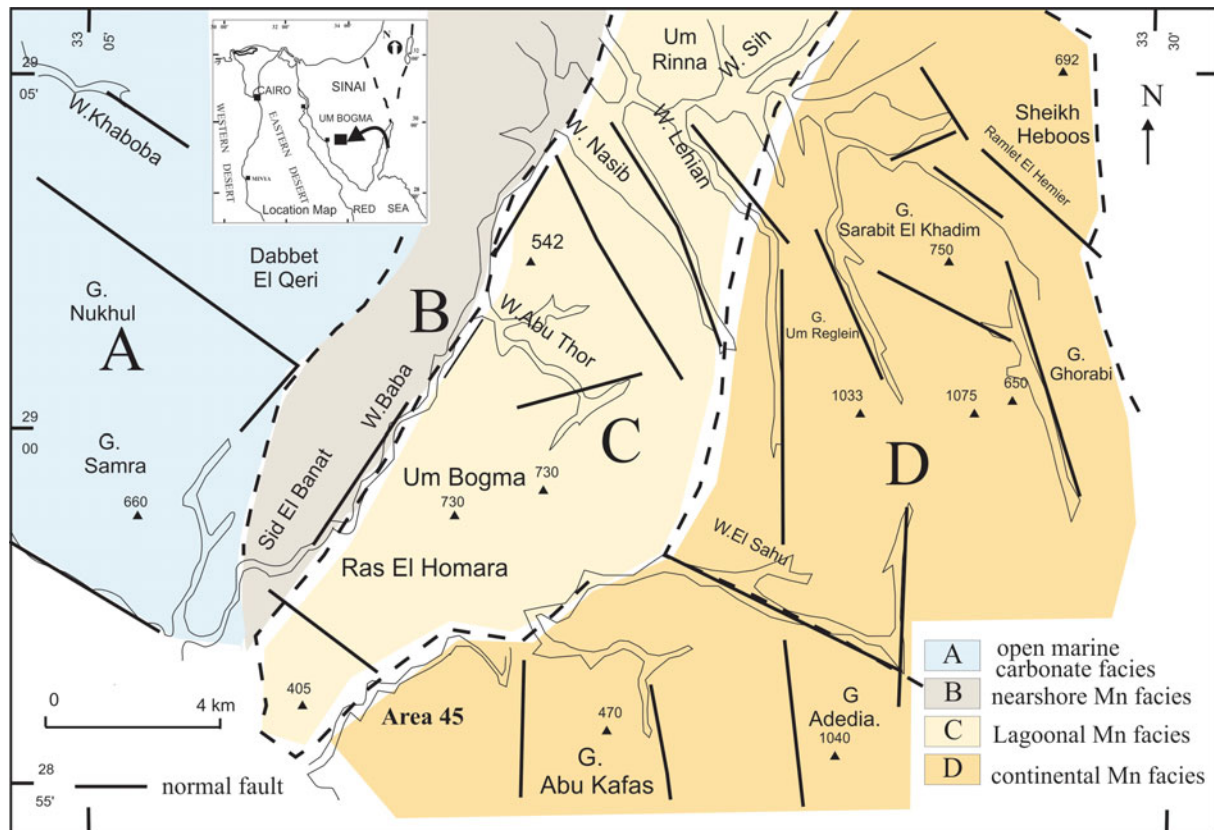 33
05'
33
30'
29
05'
29
00
28
55'
N
CAIRO
SINAI
UM BOGMA
WESTERN DESERT
EASTERN DESERT
MINIA
Location Map
RED SEA
W.Khaboba
Um
Rinna
W. Sih
692
Sheikh
Heboos
Ramlet El Hemier
W. Nasib
W. Lehian
G.
Sarabit El Khadim
750
Dabbet
El Qeri
G.
Nukhul
A
B
542
W.Abu Thor
G.
Um Reglein
G.
Ghorabi
W.Baba
1033
1075
650
C
D
G.
Samra
660
Sid El Banat
Um Bogma
730
730
Ras El Homara
W.El Sahu
405
Area 45
470
G.
Abu Kafas
G
Adedia.
1040
0
4 km
normal fault
A open marine
carbonate facies
B nearshore Mn facies
C Lagoonal Mn facies
D continental Mn facies